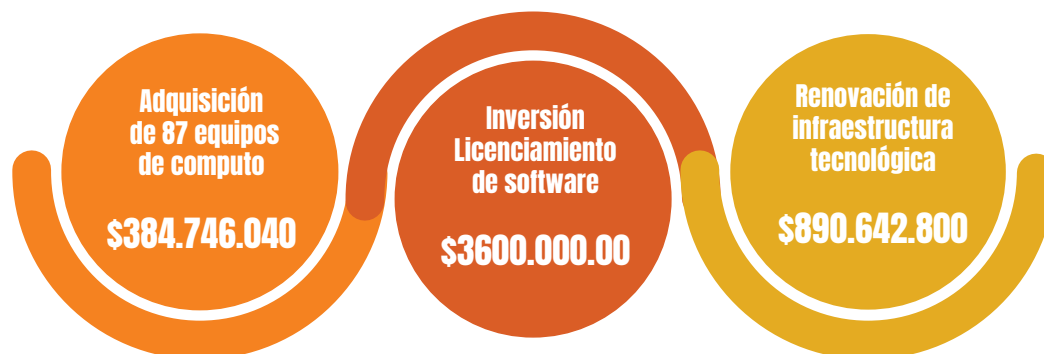 Adquisición
de 87 equipos
de computo
$384.746.040
Inversión
Licenciamiento
de software
$3600.000.00
Renovación de
infraestructura
tecnológica
$890.642.800